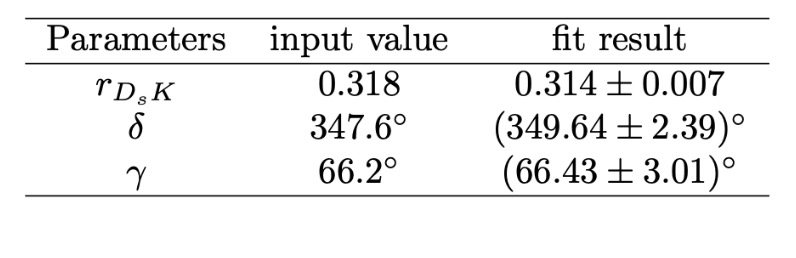 Parameters input value fit result
r_{D_s K} 0.318 0.314 ± 0.007
δ 347.6° (349.64 ± 2.39)°
γ 66.2° (66.43 ± 3.01)°